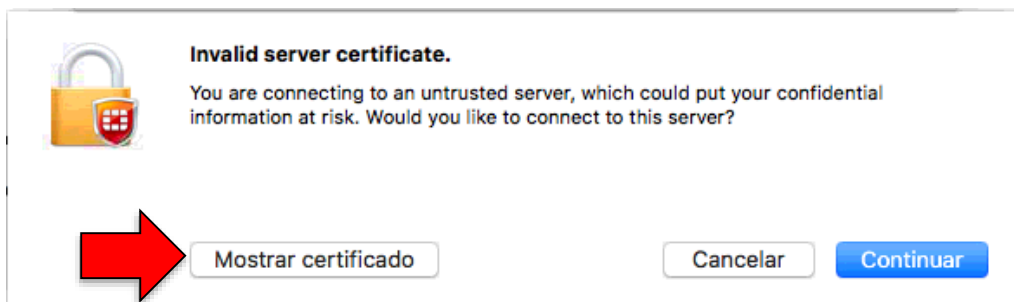 Invalid server certificate.
You are connecting to an untrusted server, which could put your confidential
information at risk. Would you like to connect to this server?
Mostrar certificado
Cancelar
Continuar